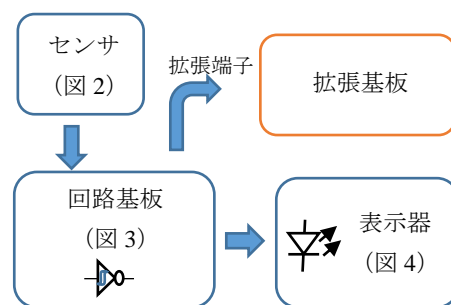 センサ
(図 2)
拡張端子
拡張基板
回路基板
(図 3)
表示器
(図 4)